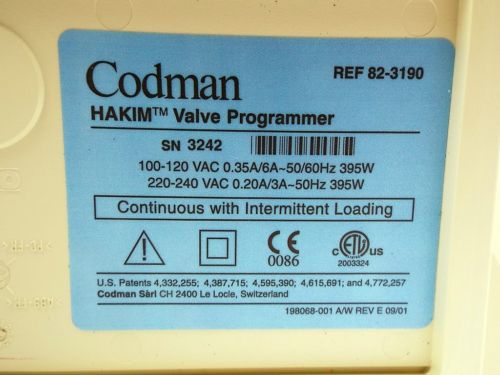 Codman
REF 82-3190
HAKIM™ Valve Programmer
SN 3242
100-120 VAC 0.35A/6A~50/60Hz 395W
220-240 VAC 0.20A/3A~50Hz 395W
Continuous with Intermittent Loading
CE
0086
c ETL us
2003324
U.S. Patents 4,332,255; 4,387,715; 4,595,390; 4,615,691; and 4,772,257
Codman Sàrl CH 2400 Le Locle, Switzerland
198068-001 A/W REV E 09/01